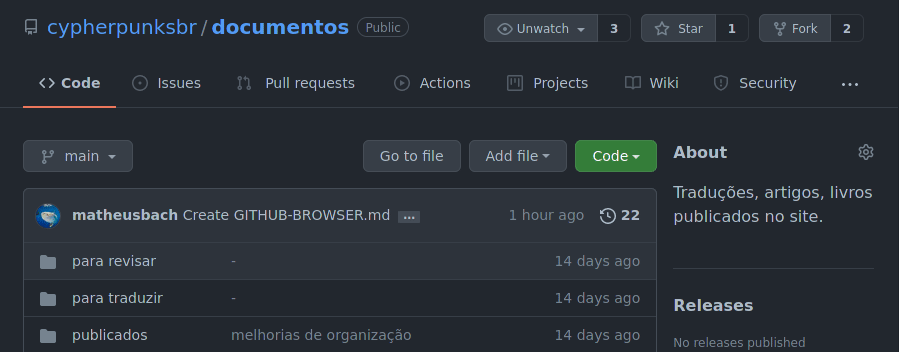 cypherpunksbr / documentos Public Unwatch 3 Star 1 Fork 2
Code Issues Pull requests Actions Projects Wiki Security ...
main Go to file Add file Code About
matheusbach Create GITHUB-BROWSER.md ... 1 hour ago 22
Traduções, artigos, livros
publicados no site.
para revisar - 14 days ago
para traduzir - 14 days ago
publicados melhorias de organização 14 days ago
Releases
No releases published